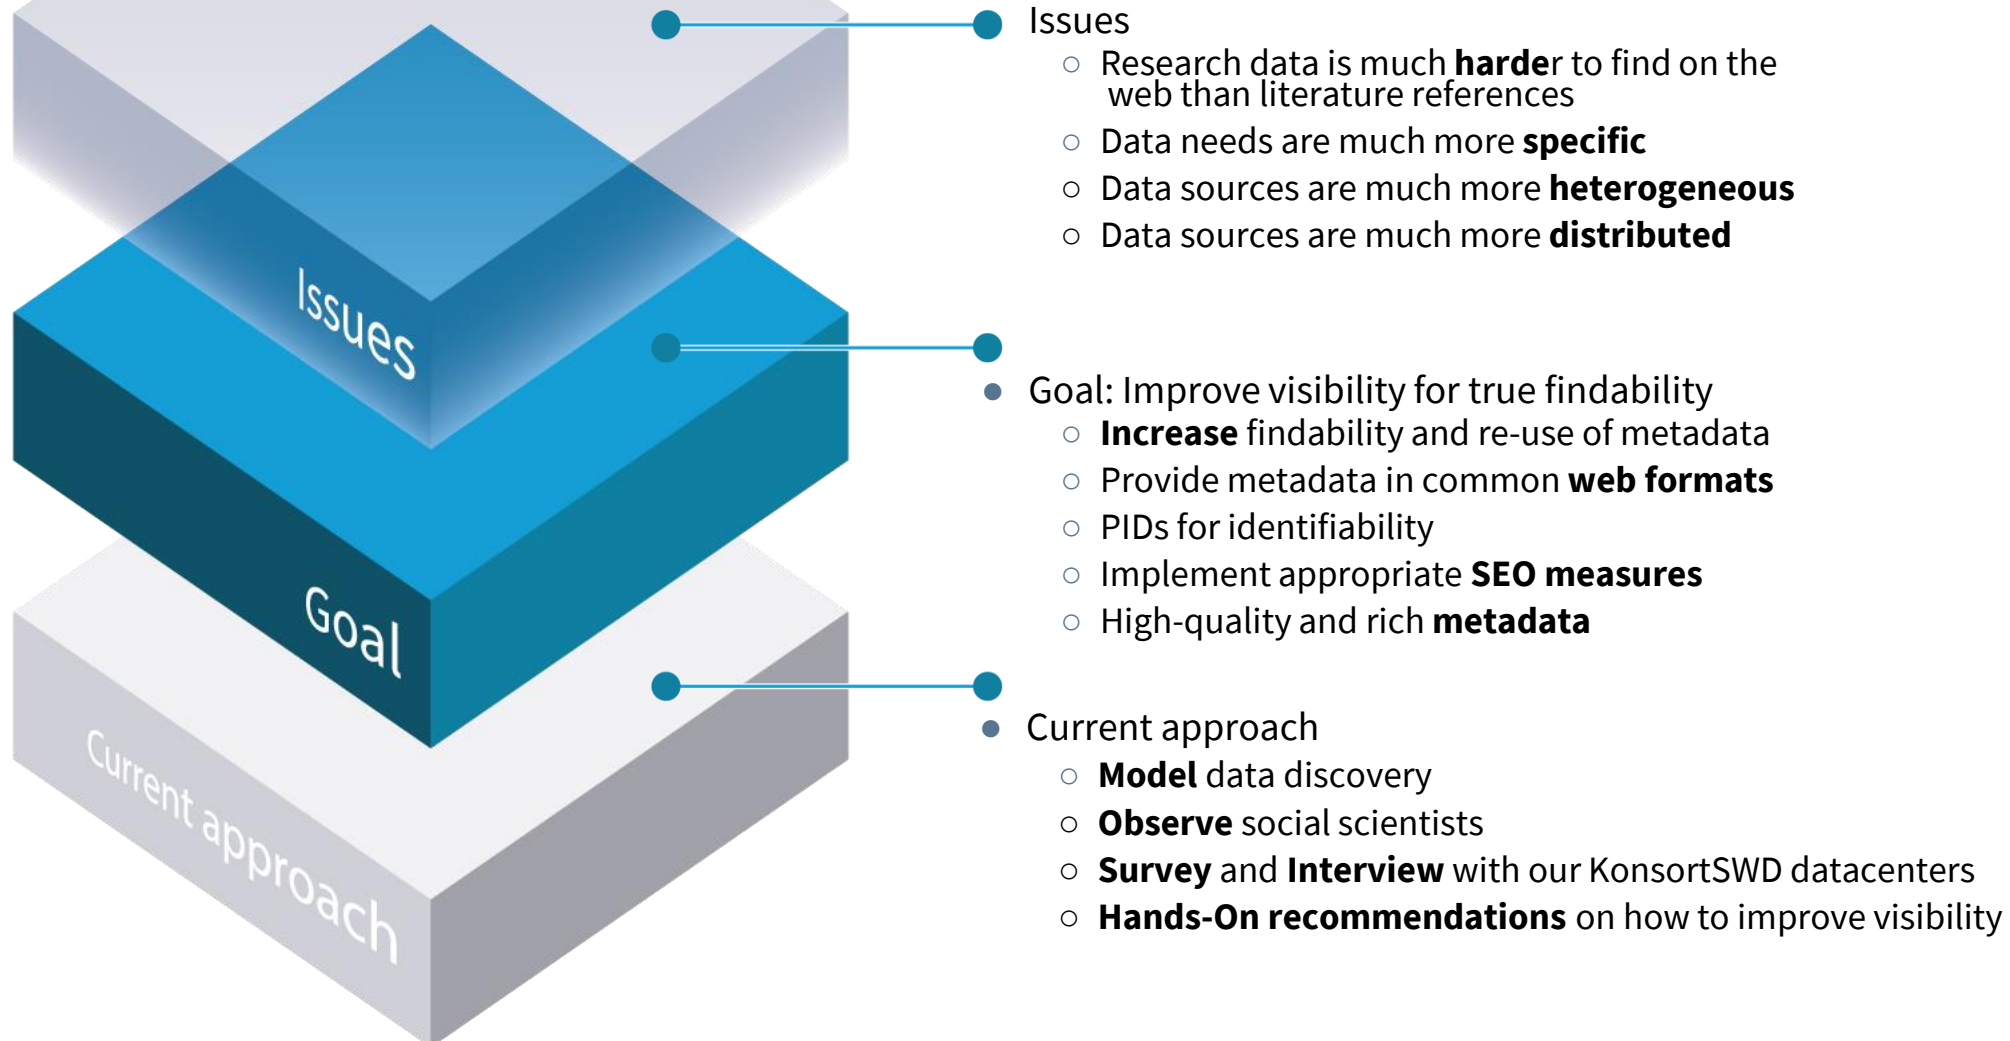 Issues
○ Research data is much harder to find on the
web than literature references
○ Data needs are much more specific
○ Data sources are much more heterogeneous
○ Data sources are much more distributed
Issues
● Goal: Improve visibility for true findability
○ Increase findability and re-use of metadata
○ Provide metadata in common web formats
○ PIDs for identifiability
○ Implement appropriate SEO measures
○ High-quality and rich metadata
Goal
● Current approach
○ Model data discovery
○ Observe social scientists
○ Survey and Interview with our KonsortSWD datacenters
○ Hands-On recommendations on how to improve visibility
Current approach